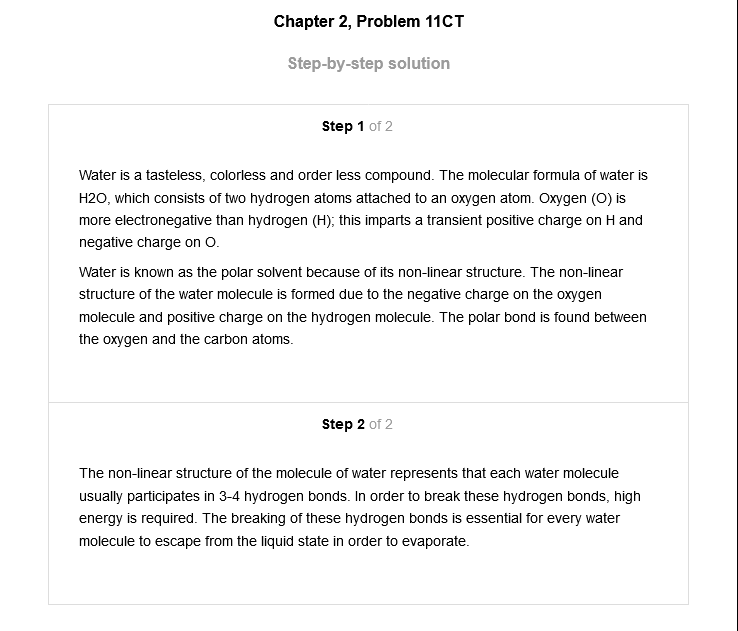 Chapter 2, Problem 11CT
Step-by-step solution
Step 1 of 2
Water is a tasteless, colorless and order less compound. The molecular formula of water is
H2O, which consists of two hydrogen atoms attached to an oxygen atom. Oxygen (O) is
more electronegative than hydrogen (H); this imparts a transient positive charge on H and
negative charge on O.
Water is known as the polar solvent because of its non-linear structure. The non-linear
structure of the water molecule is formed due to the negative charge on the oxygen
molecule and positive charge on the hydrogen molecule. The polar bond is found between
the oxygen and the carbon atoms.
Step 2 of 2
The non-linear structure of the molecule of water represents that each water molecule
usually participates in 3-4 hydrogen bonds. In order to break these hydrogen bonds, high
energy is required. The breaking of these hydrogen bonds is essential for every water
molecule to escape from the liquid state in order to evaporate.